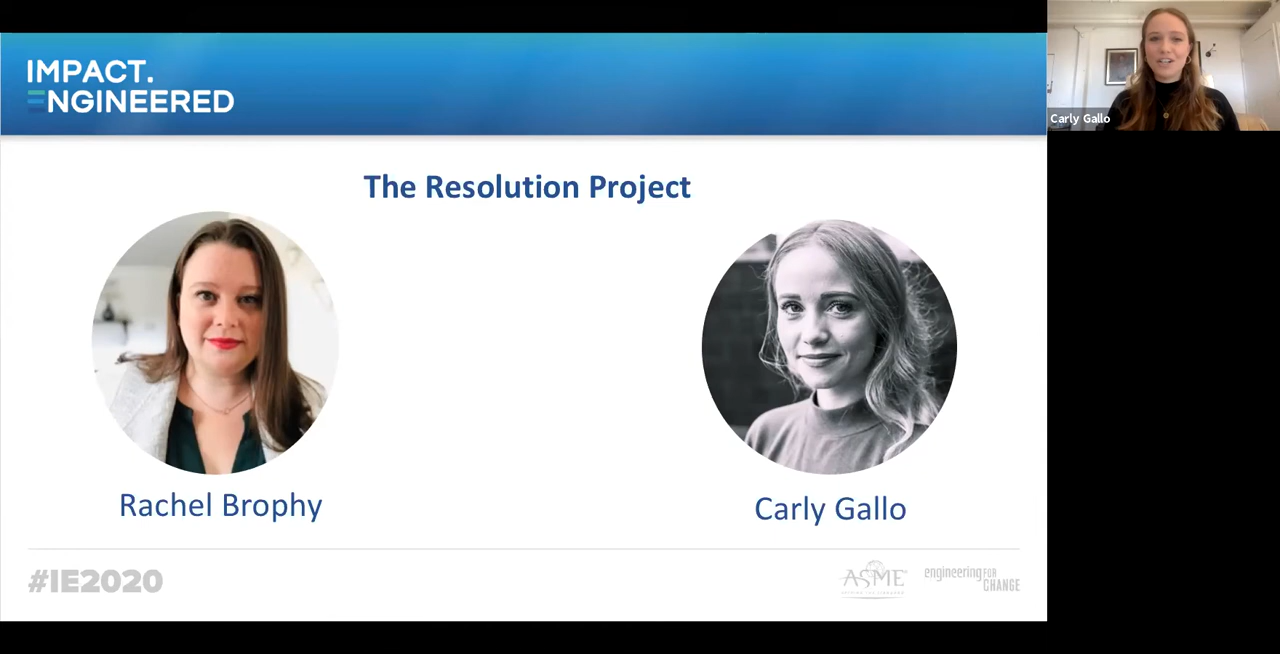 IMPACT.
ENGINEERED
Carly Gallo
The Resolution Project
Rachel Brophy
Carly Gallo
#IE2020
ASME
engineering FOR
CHANGE